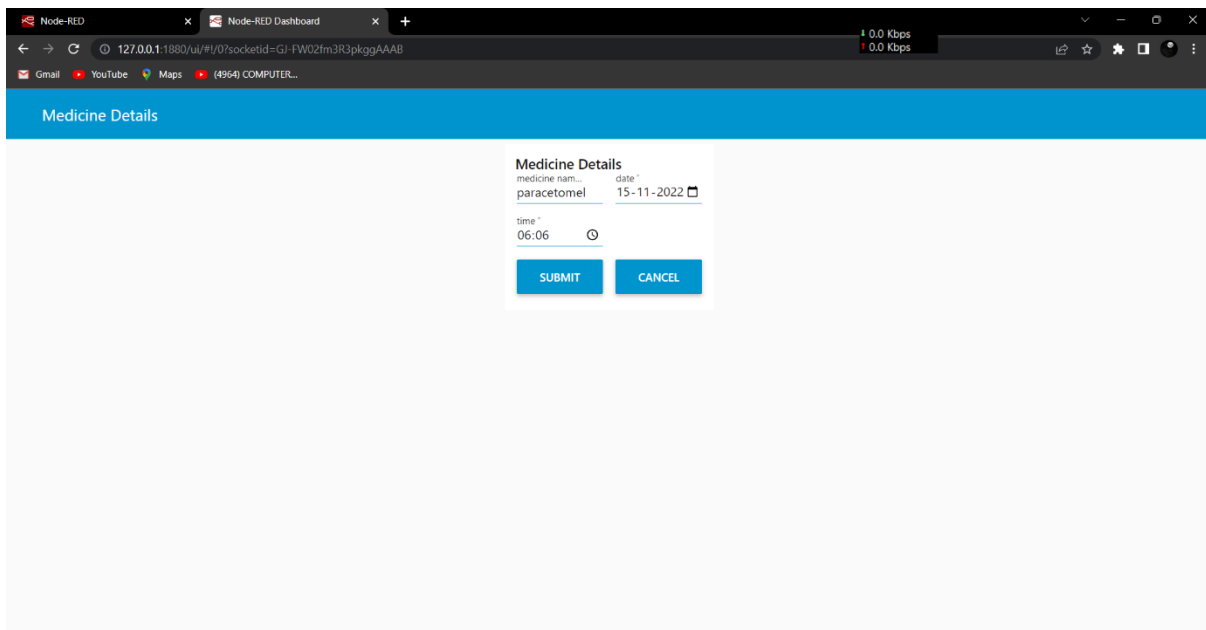 Node-RED
Node-RED Dashboard
0.0 Kbps
0.0 Kbps
127.0.0.1:1880/ui/#!/0?socketid=GJ-FW02fm3R3pkggAAAB
Gmail YouTube Maps (4964) COMPUTER...
Medicine Details
Medicine Details
medicine nam... date *
paracetomel 15-11-2022
time *
06:06
SUBMIT CANCEL